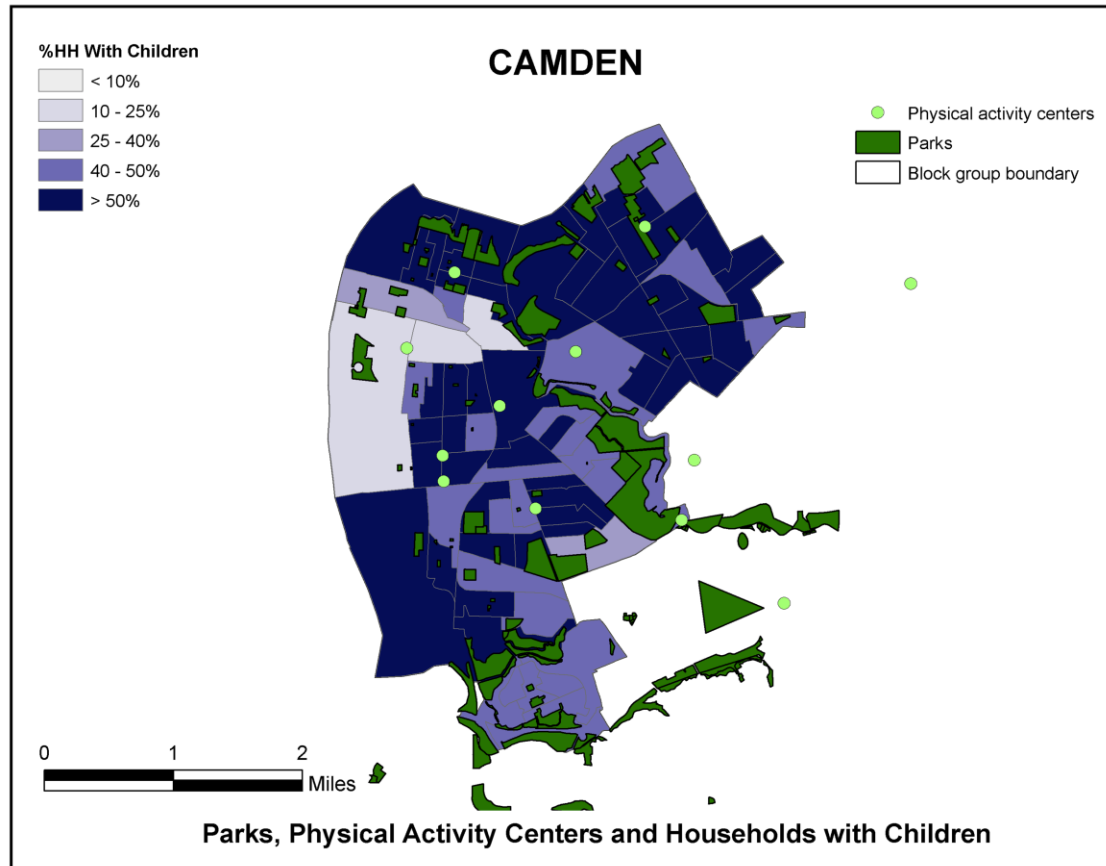 CAMDEN
%HH With Children
< 10%
10 - 25%
25 - 40%
40 - 50%
> 50%
Physical activity centers
Parks
Block group boundary
0 1 2
Miles
Parks, Physical Activity Centers and Households with Children